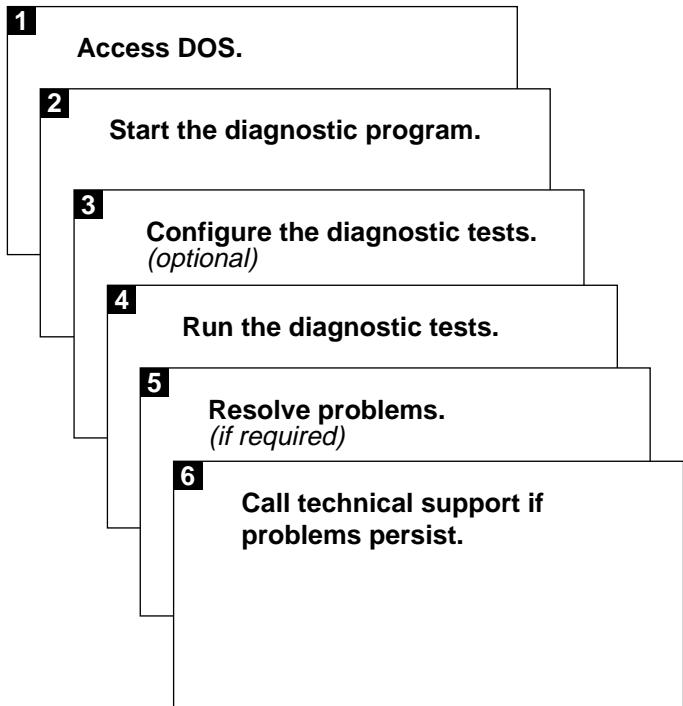 1
Access DOS.
2
Start the diagnostic program.
3
Configure the diagnostic tests.
(optional)
4
Run the diagnostic tests.
5
Resolve problems.
(if required)
6
Call technical support if
problems persist.